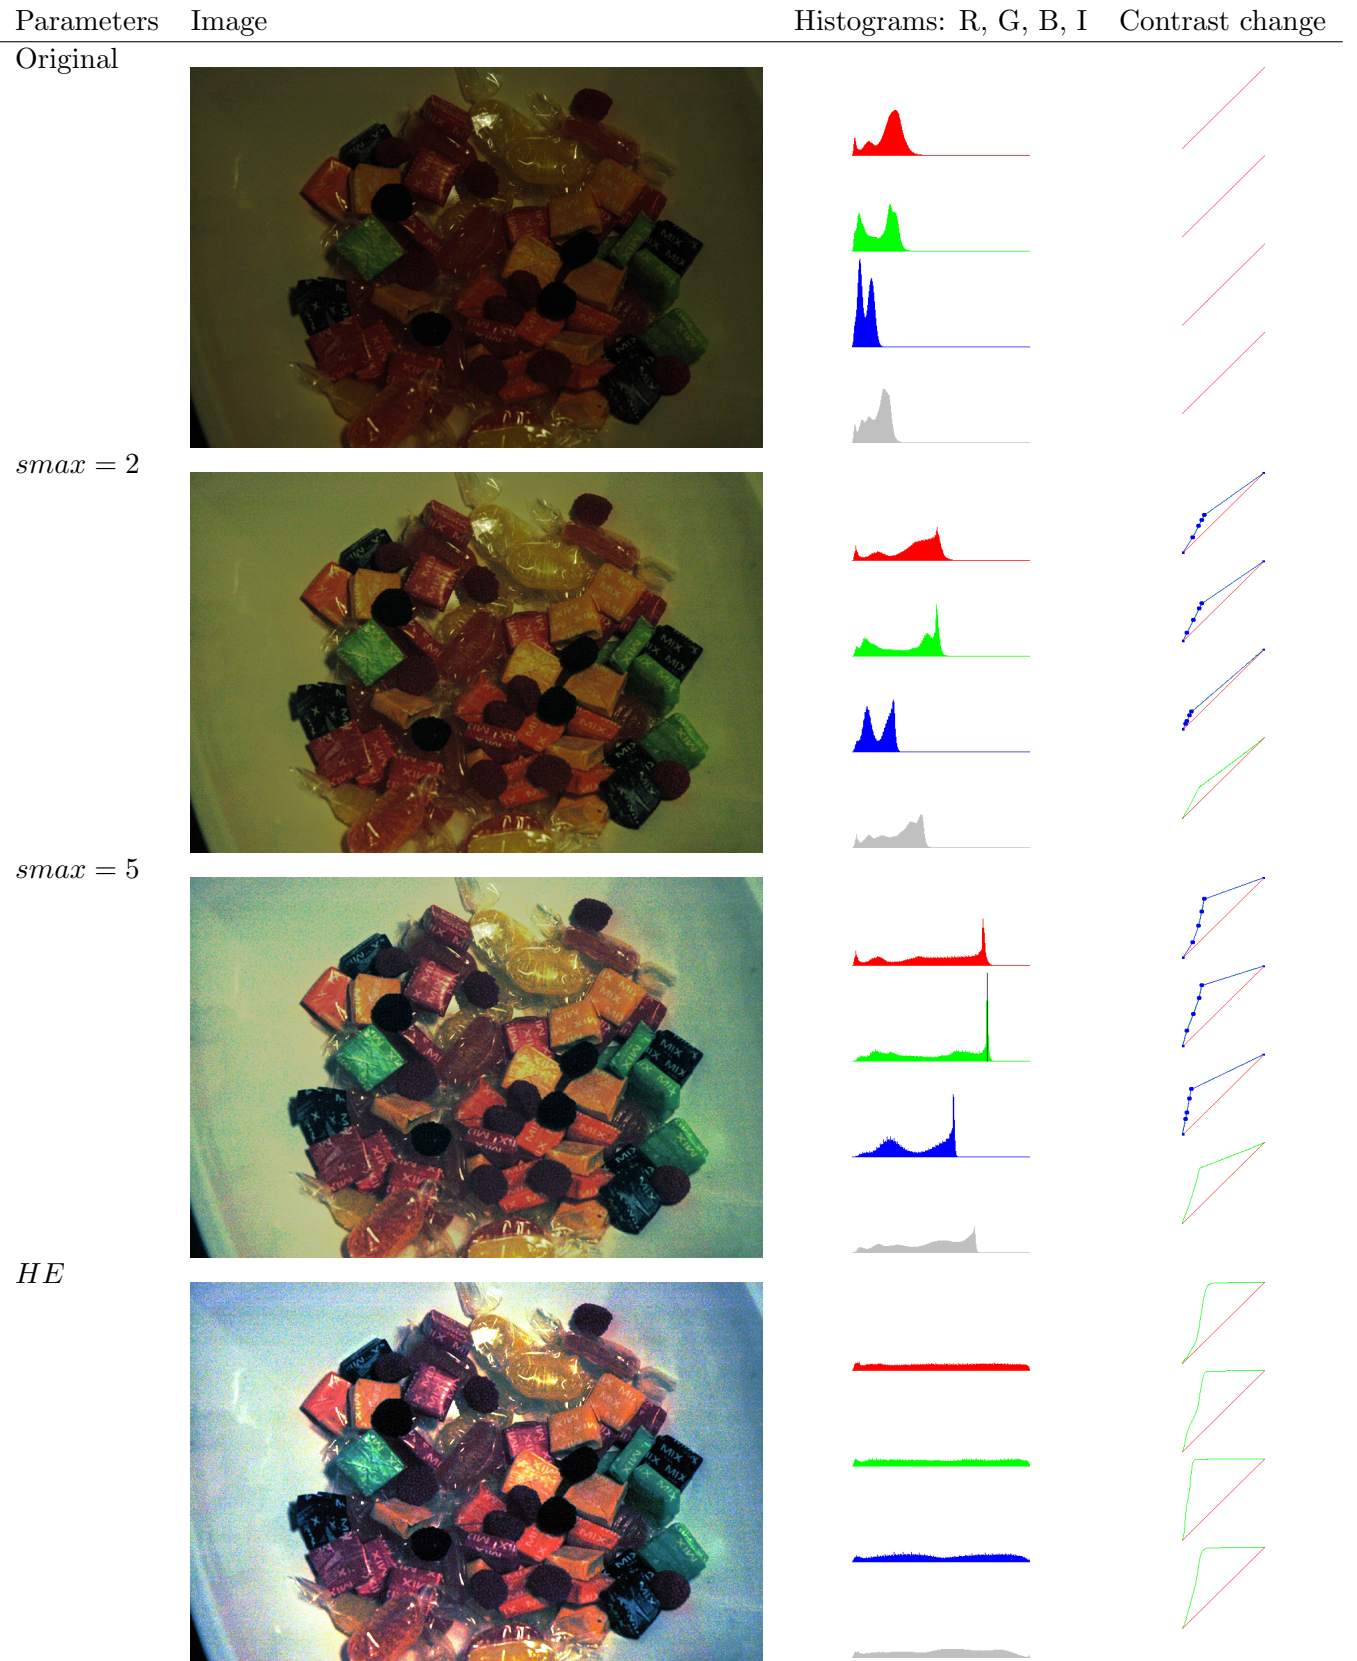 Parameters Image Histograms: R, G, B, I Contrast change
Original
smax = 2
smax = 5
HE